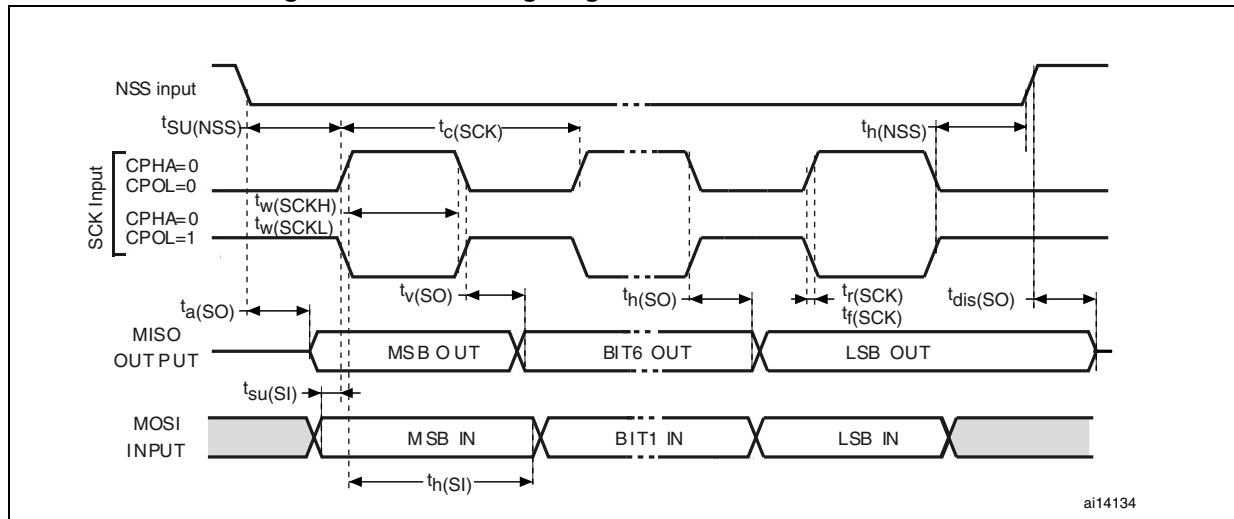 NSS input
tSU(NSS)
tc(SCK)
th(NSS)
SCK Input
CPHA=0
CPOL=0
CPHA=0
CPOL=1
tw(SCKH)
tw(SCKL)
ta(SO)
tv(SO)
th(SO)
tr(SCK)
tf(SCK)
tdis(SO)
MISO
OUTPUT
MSB OUT
BIT6 OUT
LSB OUT
tsu(SI)
MOSI
INPUT
MSB IN
BIT1 IN
LSB IN
th(SI)
ai14134